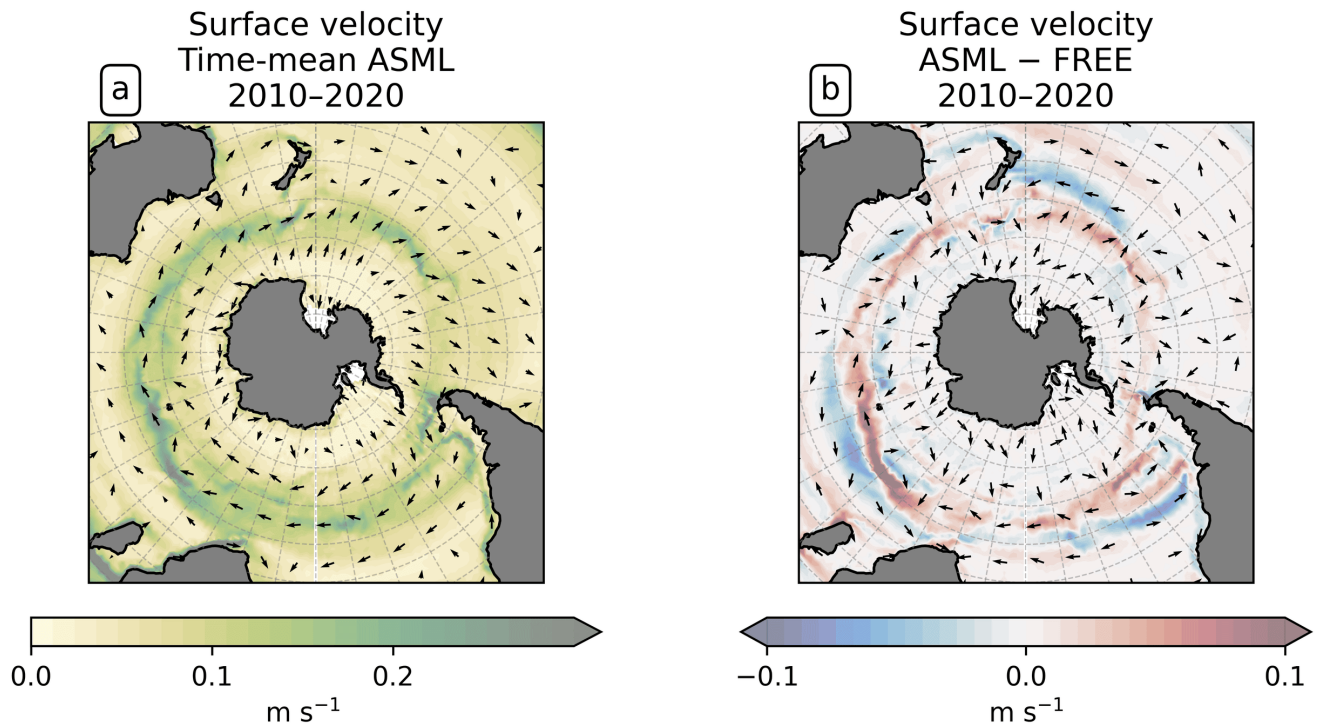 Surface velocity
Time-mean ASML
2010–2020
a
0.0 0.1 0.2
m s⁻¹
Surface velocity
ASML − FREE
2010–2020
b
−0.1 0.0 0.1
m s⁻¹